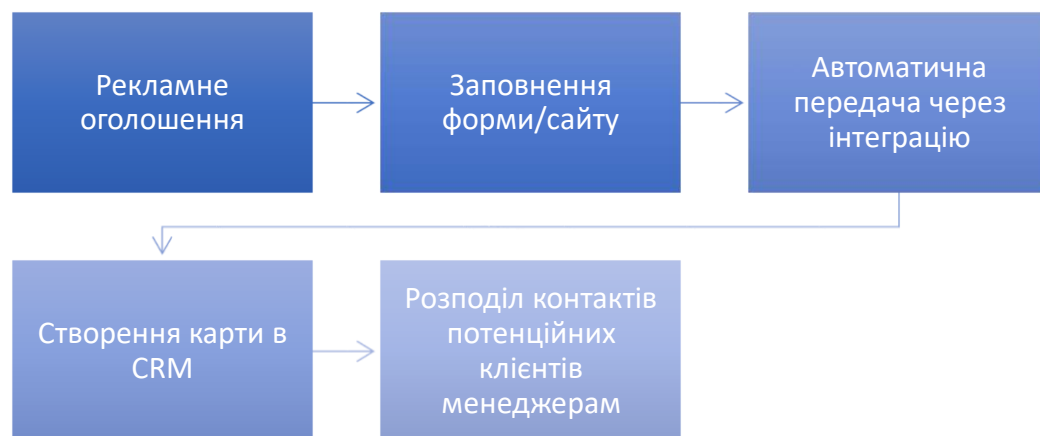 Рекламне
оголошення
Заповнення
форми/сайту
Автоматична
передача через
інтеграцію
Створення карти в
CRM
Розподіл контактів
потенційних
клієнтів
менеджерам